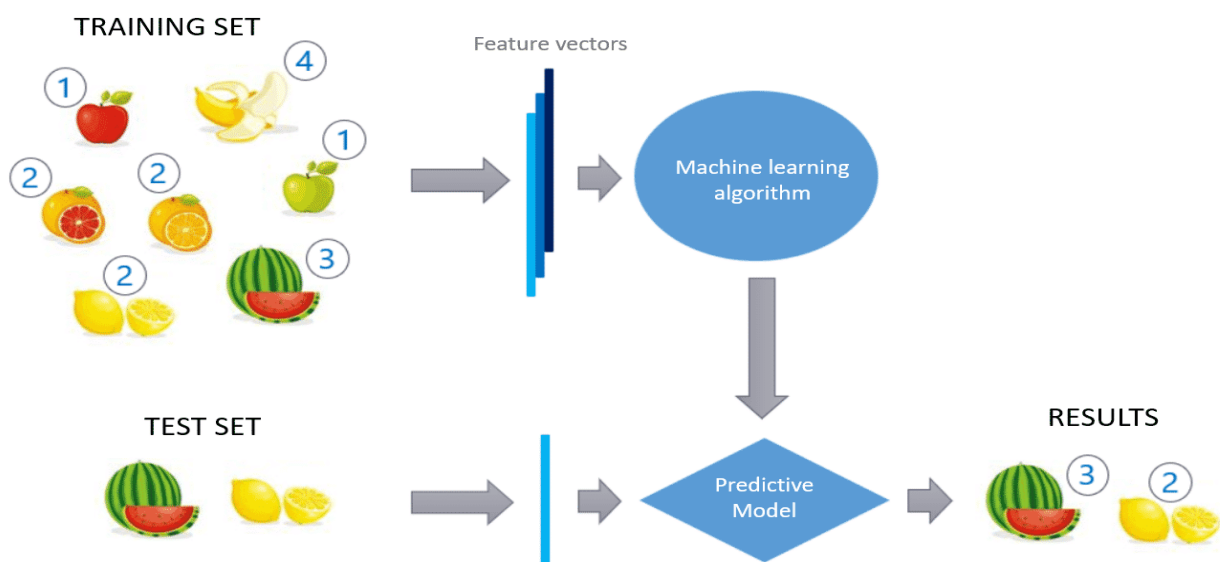 TRAINING SET
Feature vectors
4
1
1
2
2
3
2
Machine learning
algorithm
TEST SET
RESULTS
3
2
Predictive
Model